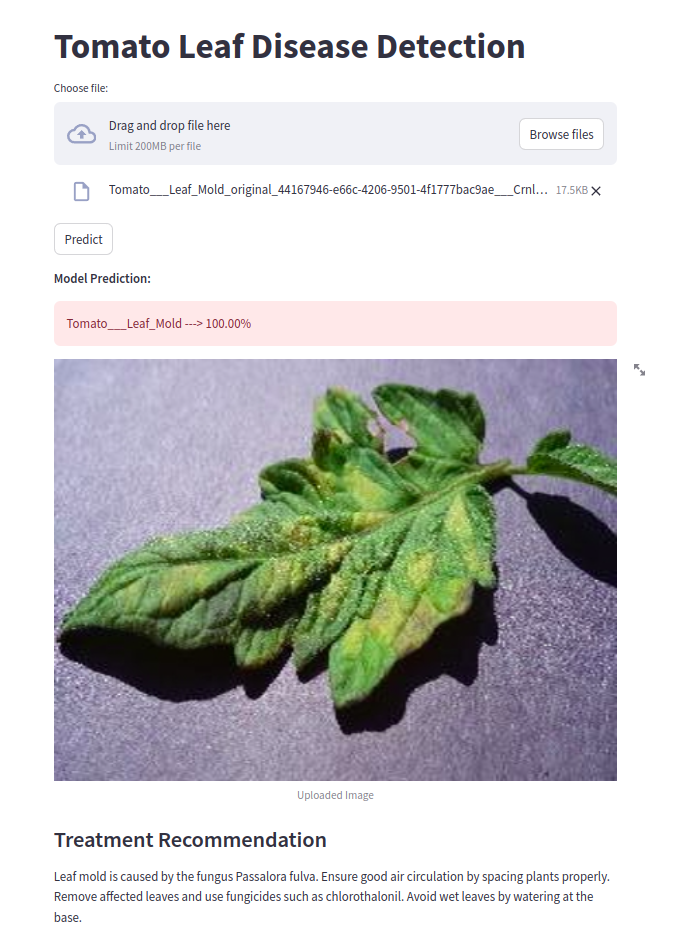 Tomato Leaf Disease Detection
Choose file:
Drag and drop file here
Limit 200MB per file
Browse files
Tomato___Leaf_Mold_original_44167946-e66c-4206-9501-4f1777bac9ae___Crnl...
17.5KB
Predict
Model Prediction:
Tomato___Leaf_Mold ---> 100.00%
Uploaded Image
Treatment Recommendation
Leaf mold is caused by the fungus Passalora fulva. Ensure good air circulation by spacing plants properly.
Remove affected leaves and use fungicides such as chlorothalonil. Avoid wet leaves by watering at the
base.